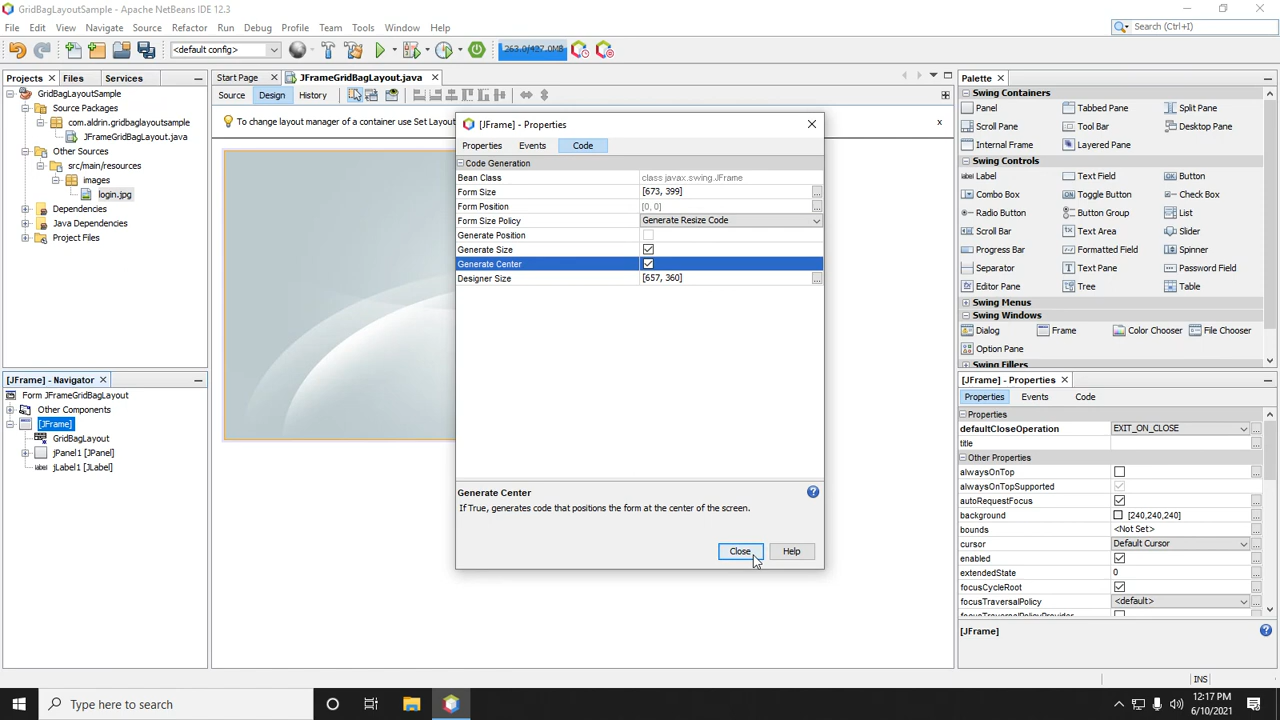 GridBagLayoutSample - Apache NetBeans IDE 12.3
File Edit View Navigate Source Refactor Run Debug Profile Team Tools Window Help
Search (Ctrl+I)
<default config>
263.0/437.0MB
Projects Files Services
GridBagLayoutSample
Source Packages
com.aldrin.gridbaglayoutsample
JFrameGridBagLayout.java
Other Sources
src/main/resources
images
login.jpg
Dependencies
Java Dependencies
Project Files
[JFrame] - Navigator
Form JFrameGridBagLayout
Other Components
[JFrame]
GridBagLayout
jPanel1 [JPanel]
jLabel1 [JLabel]
Start Page JFrameGridBagLayout.java
Source Design History
To change layout manager of a container use Set Layou
[JFrame] - Properties
Properties Events Code
Code Generation
Bean Class class javax.swing.JFrame
Form Size [673, 399]
Form Position [0, 0]
Form Size Policy Generate Resize Code
Generate Position
Generate Size
Generate Center
Designer Size [657, 360]
Generate Center
If True, generates code that positions the form at the center of the screen.
Close Help
Palette
Swing Containers
Panel Tabbed Pane Split Pane
Scroll Pane Tool Bar Desktop Pane
Internal Frame Layered Pane
Swing Controls
Label Text Field Button
Combo Box Toggle Button Check Box
Radio Button Button Group List
Scroll Bar Text Area Slider
Progress Bar Formatted Field Spinner
Separator Text Pane Password Field
Editor Pane Tree Table
Swing Menus
Swing Windows
Dialog Frame Color Chooser File Chooser
Option Pane
Swing Fillers
[JFrame] - Properties
Properties Events Code
Properties
defaultCloseOperation EXIT_ON_CLOSE
title
Other Properties
alwaysOnTop
alwaysOnTopSupported
autoRequestFocus
background [240,240,240]
bounds <Not Set>
cursor Default Cursor
enabled
extendedState 0
focusCycleRoot
focusTraversalPolicy <default>
focusTraversalPolicyProvider
[JFrame]
INS
Type here to search
12:17 PM
6/10/2021